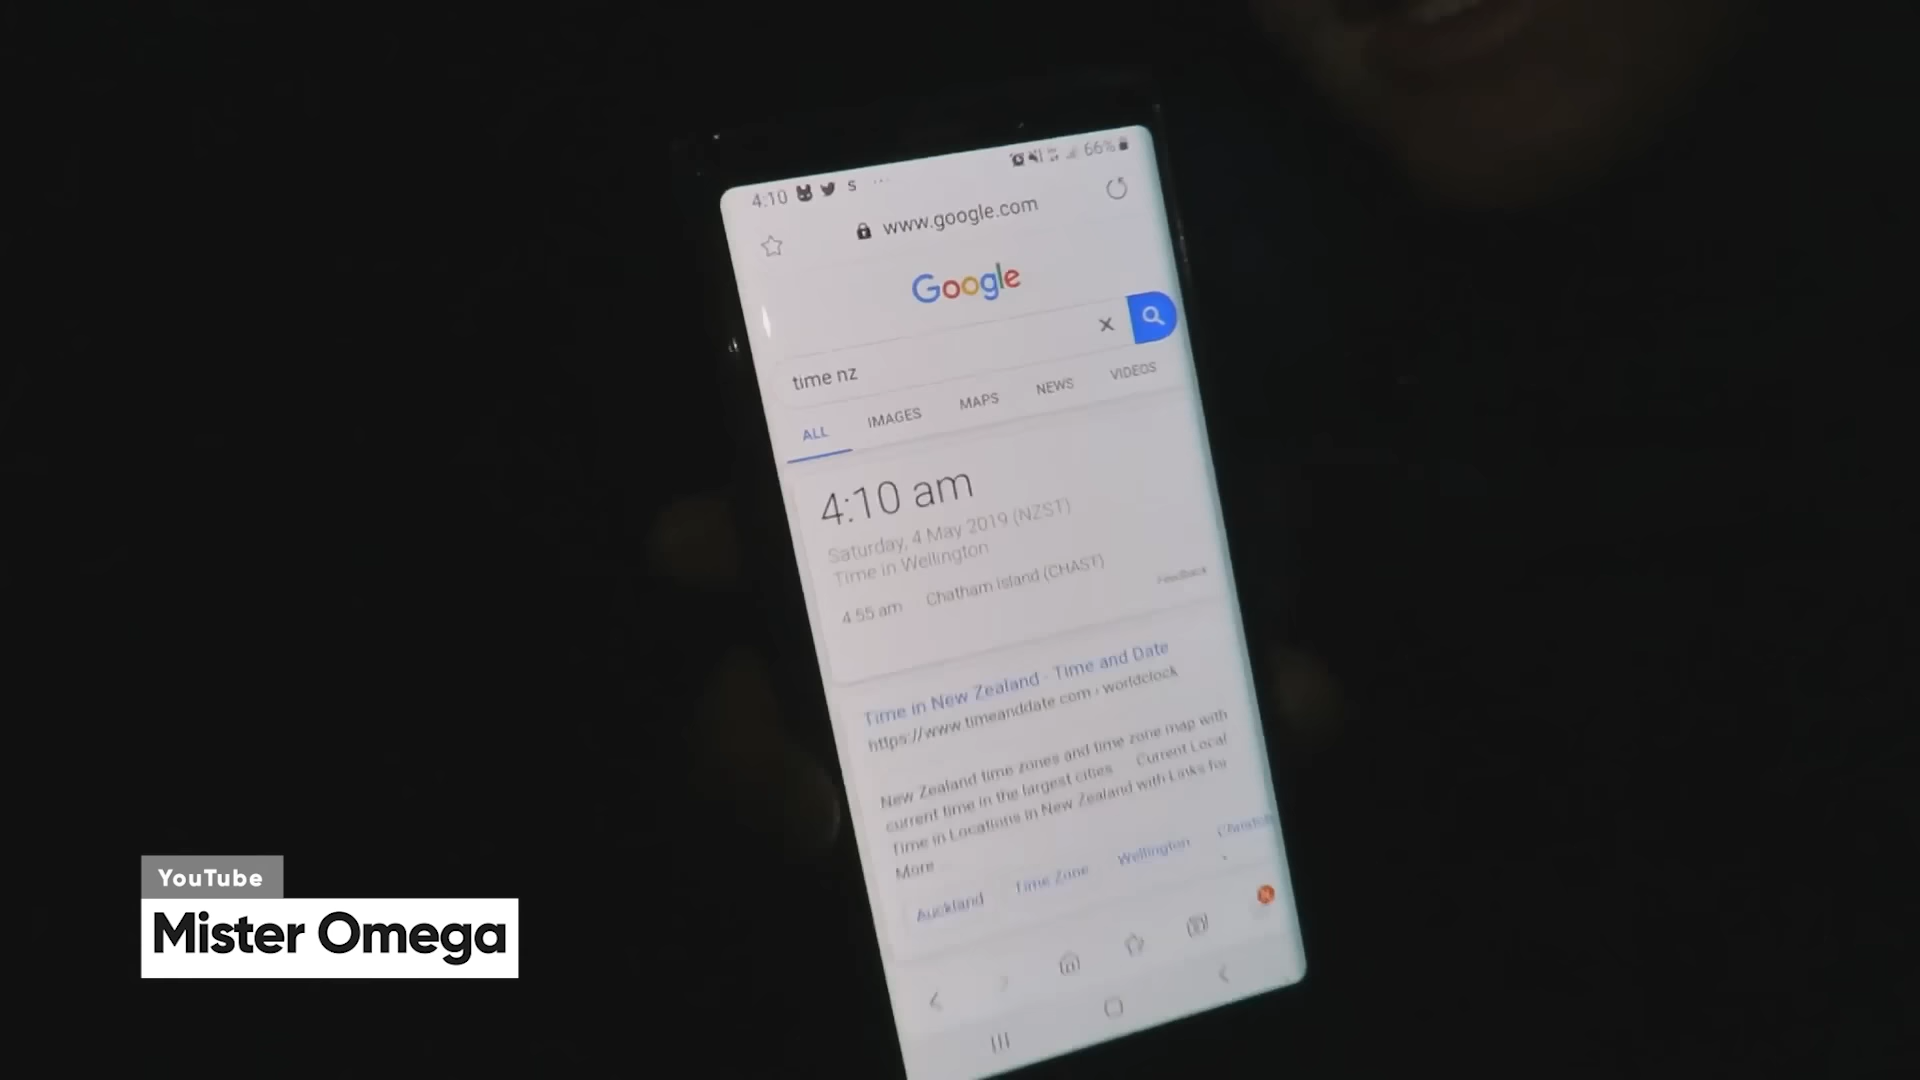 4:10 S ... 66%
www.google.com
Google
time nz
ALL IMAGES MAPS NEWS VIDEOS
4:10 am
Saturday, 4 May 2019 (NZST)
Time in Wellington
4:55 am Chatham Island (CHAST)
Feedback
Time in New Zealand - Time and Date
https://www.timeanddate.com › worldclock
New Zealand time zones and time zone map with
current time in the largest cities Current Local
Time in Locations in New Zealand with Links for
More
Auckland Time Zone Wellington
YouTube
Mister Omega